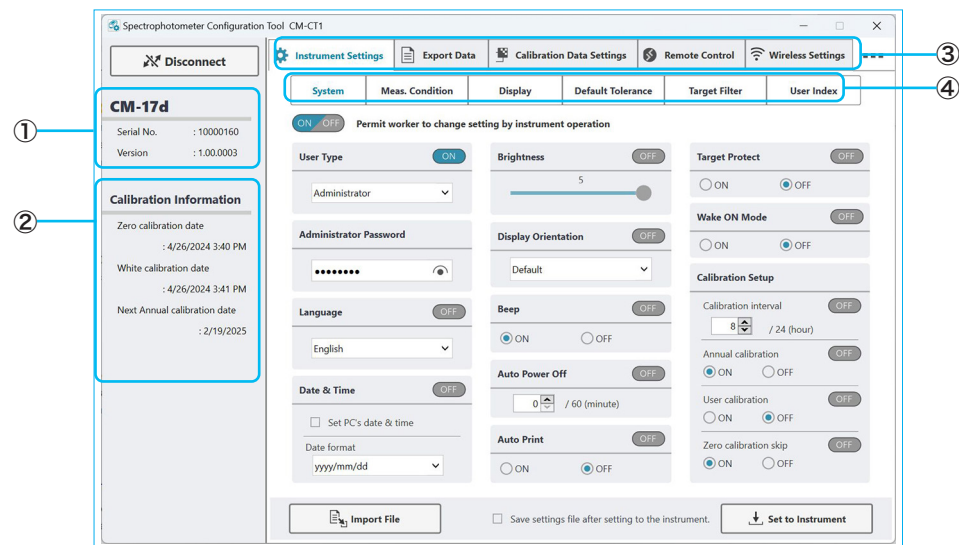 Spectrophotometer Configuration Tool CM-CT1
Disconnect
① CM-17d
Serial No. : 10000160
Version : 1.00.0003
② Calibration Information
Zero calibration date
: 4/26/2024 3:40 PM
White calibration date
: 4/26/2024 3:41 PM
Next Annual calibration date
: 2/19/2025
Instrument Settings Export Data Calibration Data Settings Remote Control Wireless Settings ③
System Meas. Condition Display Default Tolerance Target Filter User Index ④
ON OFF Permit worker to change setting by instrument operation
User Type ON
Administrator
Administrator Password
••••••••
Language OFF
English
Date & Time OFF
Set PC's date & time
Date format
yyyy/mm/dd
Brightness OFF
5
Display Orientation OFF
Default
Beep OFF
ON OFF
Auto Power Off OFF
0 / 60 (minute)
Auto Print OFF
ON OFF
Target Protect OFF
ON OFF
Wake ON Mode OFF
ON OFF
Calibration Setup
Calibration interval OFF
8 / 24 (hour)
Annual calibration OFF
ON OFF
User calibration OFF
ON OFF
Zero calibration skip OFF
ON OFF
Import File
Save settings file after setting to the instrument.
Set to Instrument